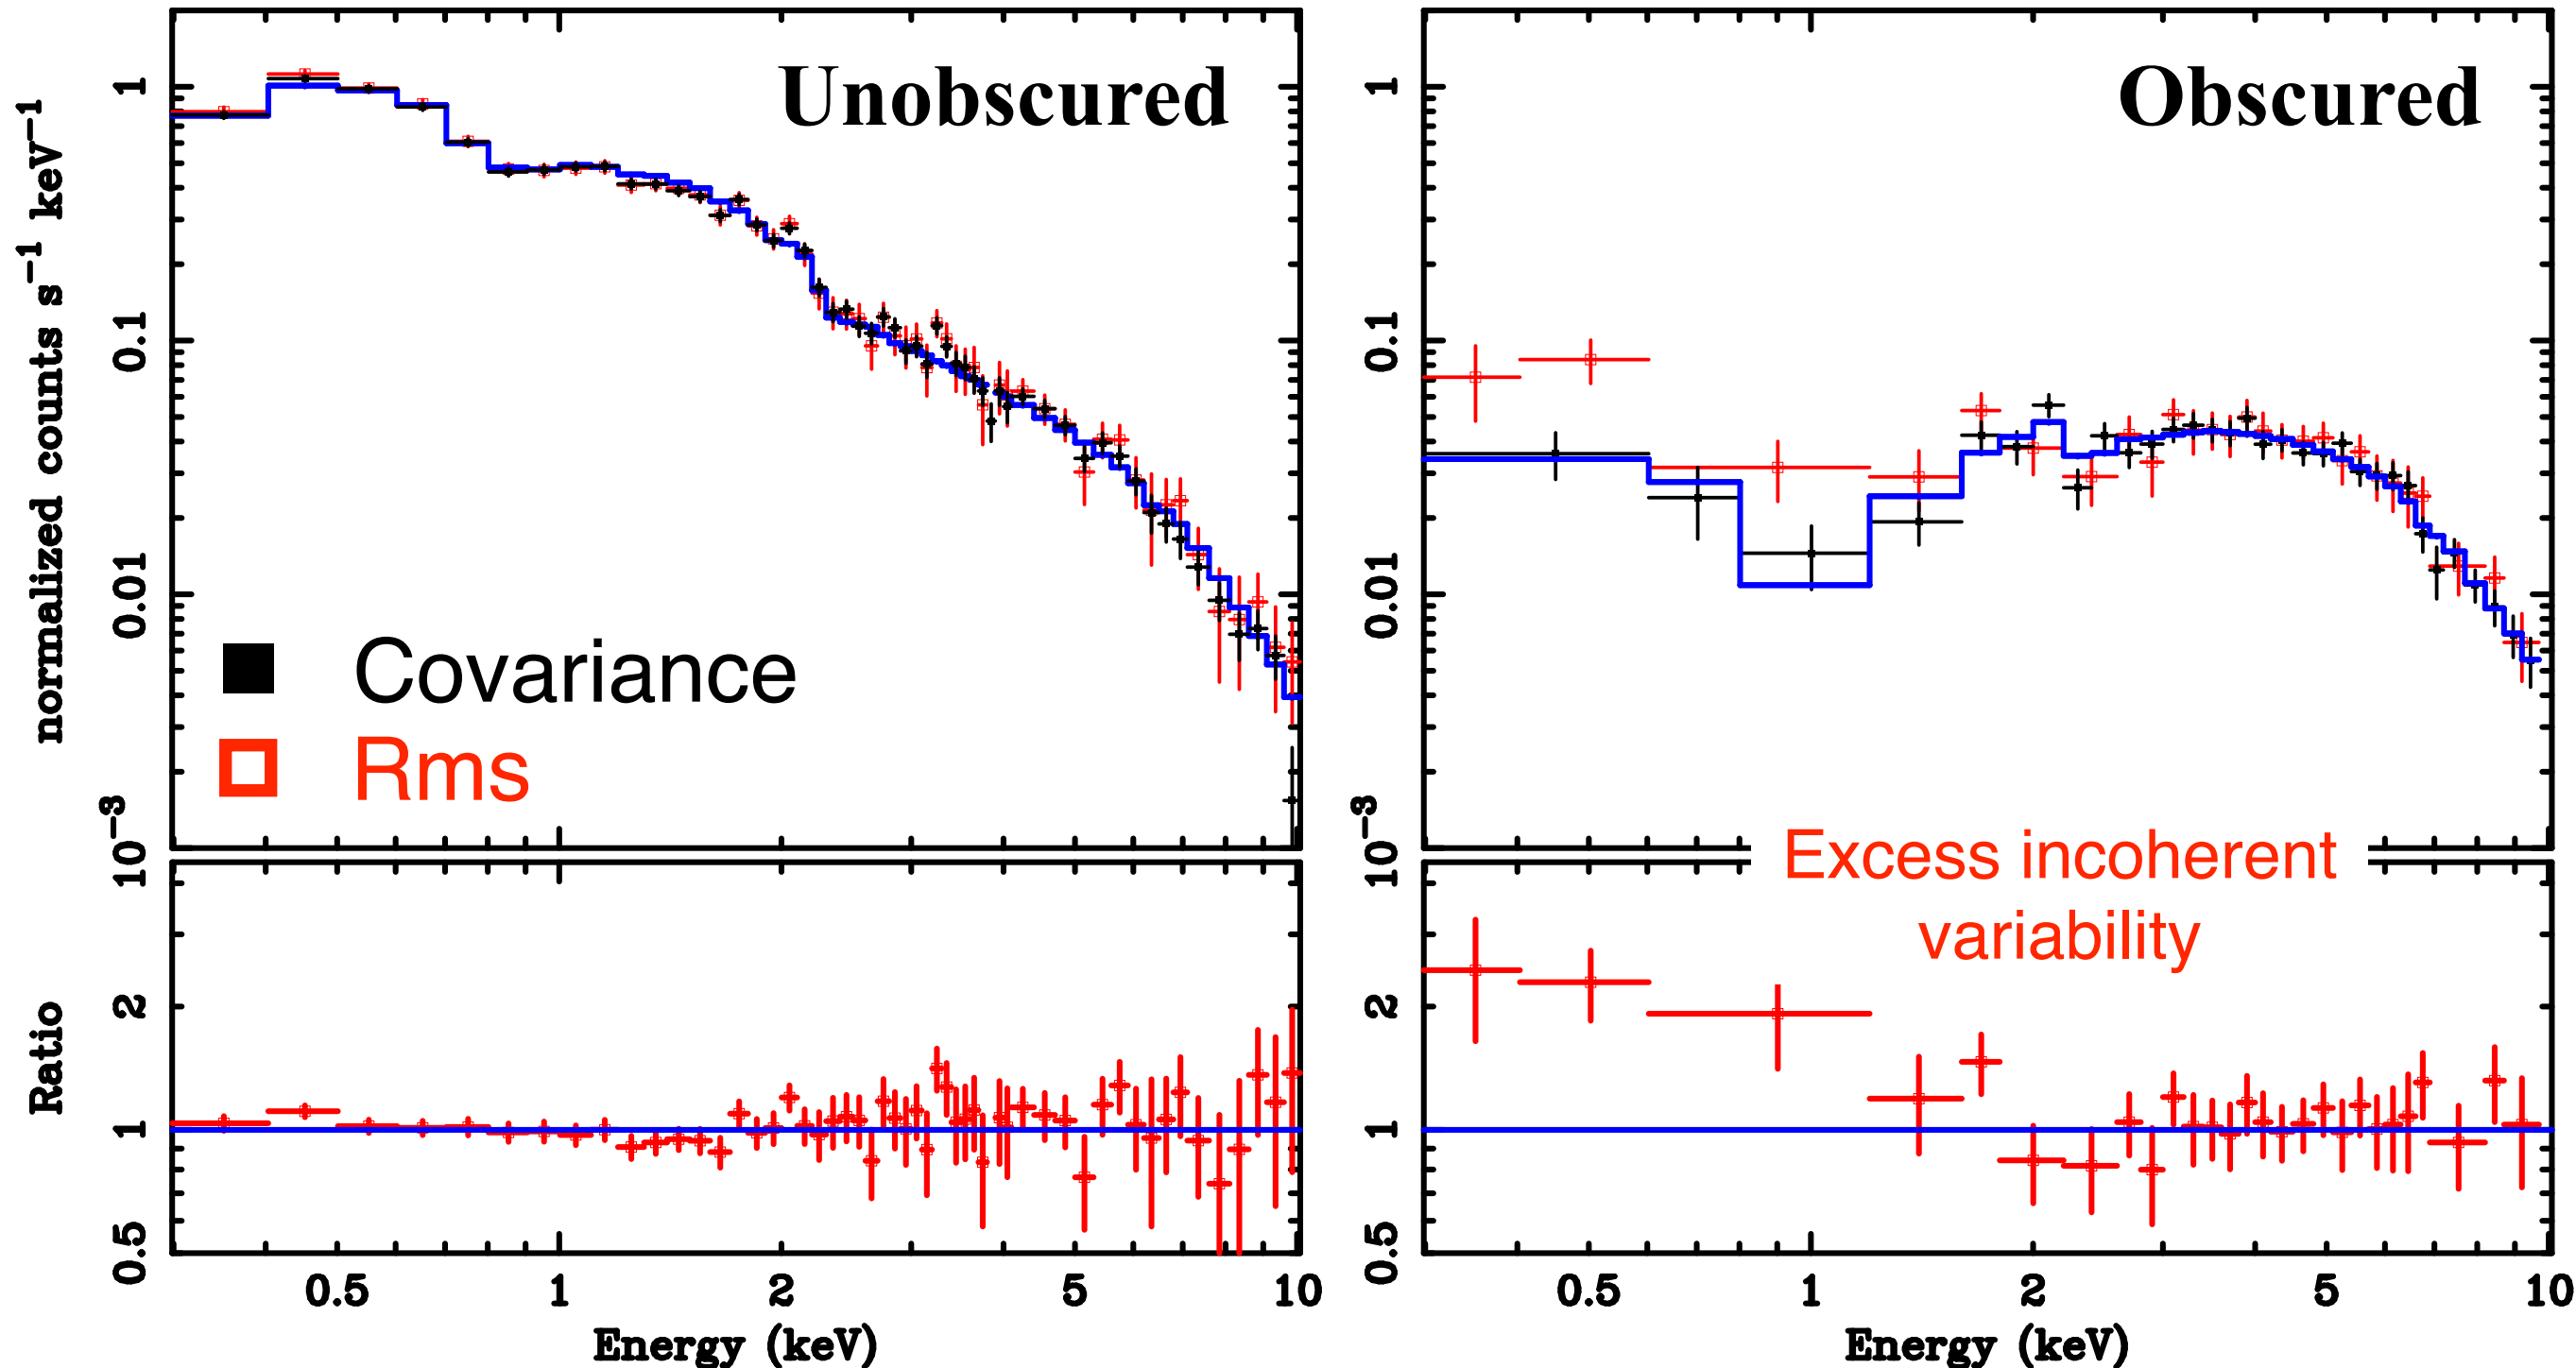 Unobscured
normalized counts s⁻¹ keV⁻¹
1
0.1
0.01
10⁻³
Covariance
Rms
Ratio
2
1
0.5
0.5 1 2 5 10
Energy (keV)
Obscured
1
0.1
0.01
10⁻³
Excess incoherent
variability
2
1
0.5
0.5 1 2 5 10
Energy (keV)